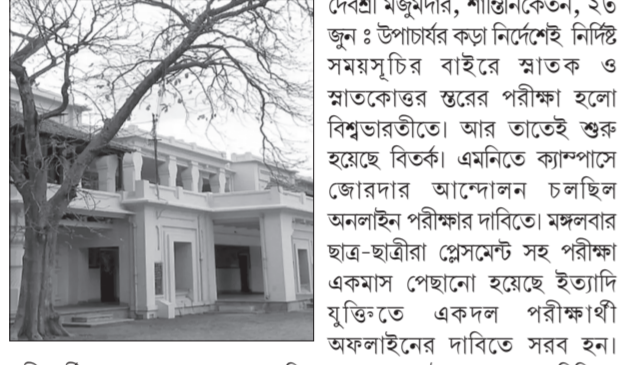 দেবশ্রী মজুমদার, শান্তিনিকেতন, ২৩
জুন ঃ উপাচার্যর কড়া নির্দেশেই নির্দিষ্ট
সময়সূচির বাইরে স্নাতক ও
স্নাতকোত্তর স্তরের পরীক্ষা হলো
বিশ্বভারতীতে। আর তাতেই শুরু
হয়েছে বিতর্ক। এমনিতে ক্যাম্পাসে
জোরদার আন্দোলন চলছিল
অনলাইন পরীক্ষার দাবিতে। মঙ্গলবার
ছাত্র-ছাত্রীরা প্লেসমেন্ট সহ পরীক্ষা
একমাস পেছানো হয়েছে ইত্যাদি
যুক্তিতে একদল পরীক্ষার্থী
অফলাইনের দাবিতে সরব হন।